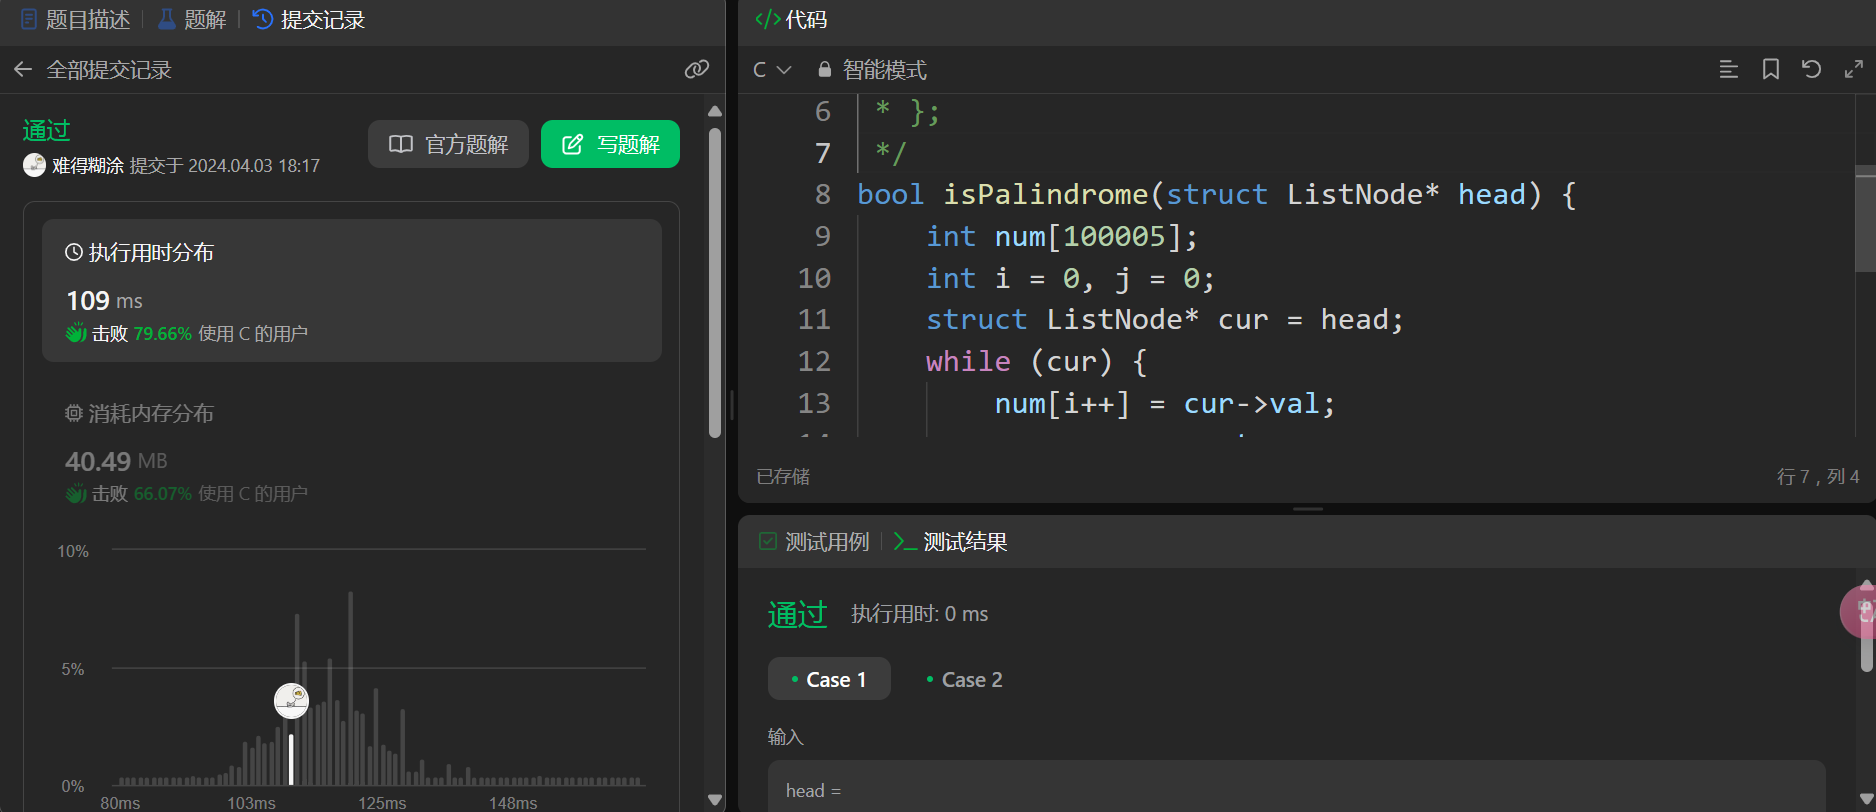 题目描述 题解 提交记录
全部提交记录
通过
难得糊涂 提交于 2024.04.03 18:17
官方题解 写题解
执行用时分布
109 ms
击败 79.66% 使用 C 的用户
消耗内存分布
40.49 MB
击败 66.07% 使用 C 的用户
10%
5%
0%
80ms 103ms 125ms 148ms
</>代码
C 智能模式
6 * };
7 */
8 bool isPalindrome(struct ListNode* head) {
9 int num[100005];
10 int i = 0, j = 0;
11 struct ListNode* cur = head;
12 while (cur) {
13 num[i++] = cur->val;
已存储 行 7 , 列 4
测试用例 >_ 测试结果
通过 执行用时: 0 ms
Case 1 Case 2
输入
head =